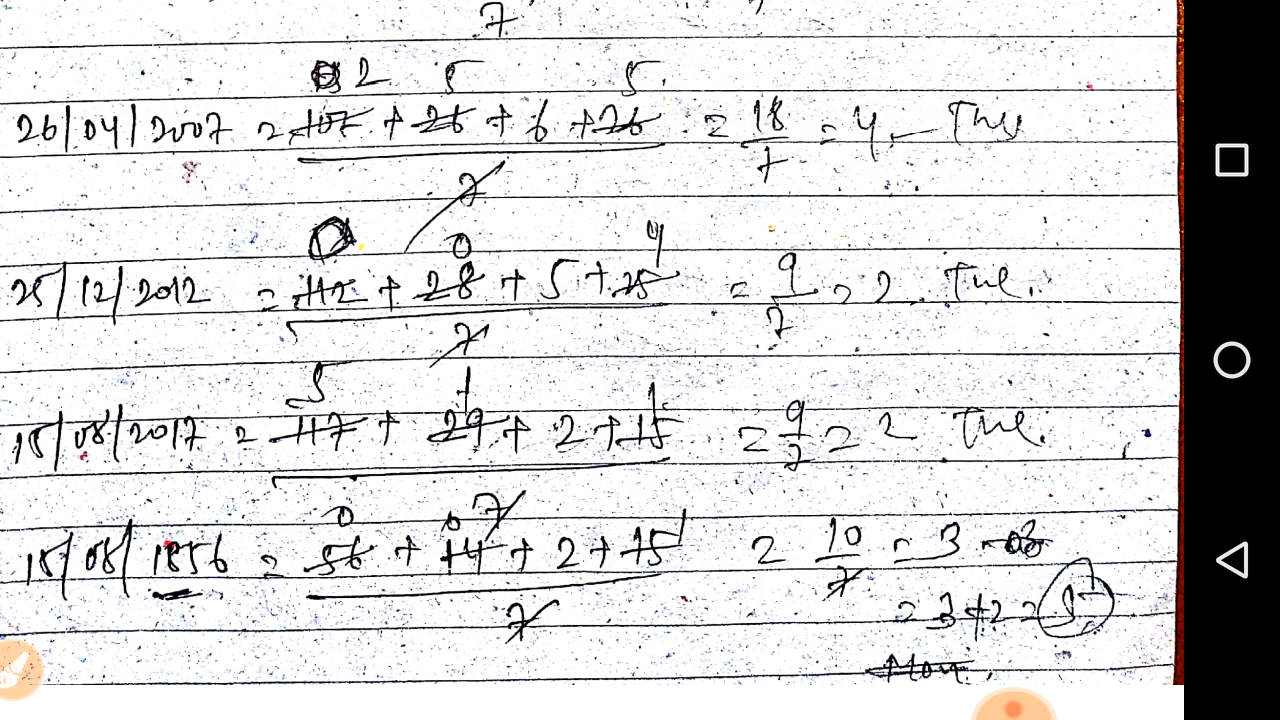 7
2 5 5
26/04/2007 = 107 + 26 + 6 + 26 = 18/7 = 4 - Thu
7
0 0 4
25/12/2012 = 112 + 28 + 5 + 25 = 9/7 = 2 Tue.
7
5 1 1
15/08/2017 = 117 + 29 + 2 + 15 = 9/7 = 2 Tue.
7
0 0 1
15/08/1856 = 56 + 14 + 2 + 15 = 10/7 = 3
7
= 3 + 2 =
Mon.